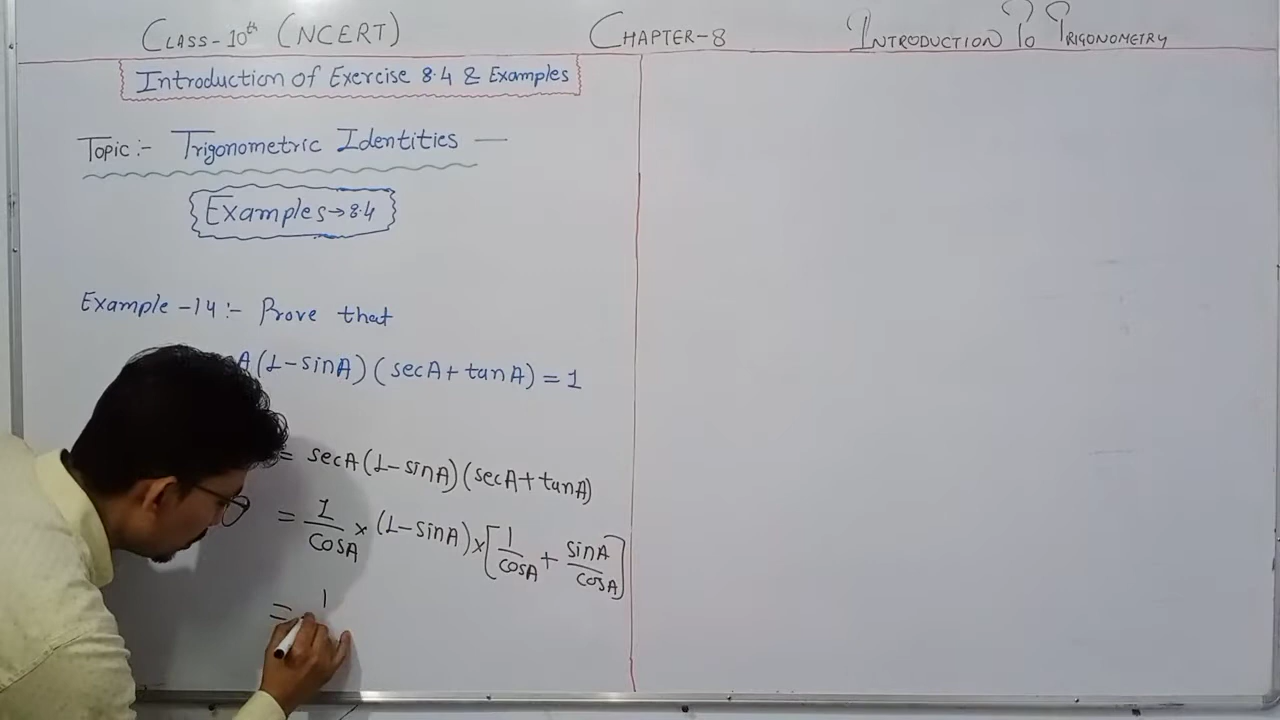 CLASS-10th (NCERT) CHAPTER-8 INTRODUCTION TO TRIGONOMETRY
Introduction of Exercise 8.4 & Examples
TOPIC:- Trigonometric Identities —
Examples→8.4
Example-14:- Prove that
A(1-sinA)(secA+tanA)=1
= secA(1-sinA)(secA+tanA)
= 1/cosA × (1-sinA) × [1/cosA + sinA/cosA]
= 1